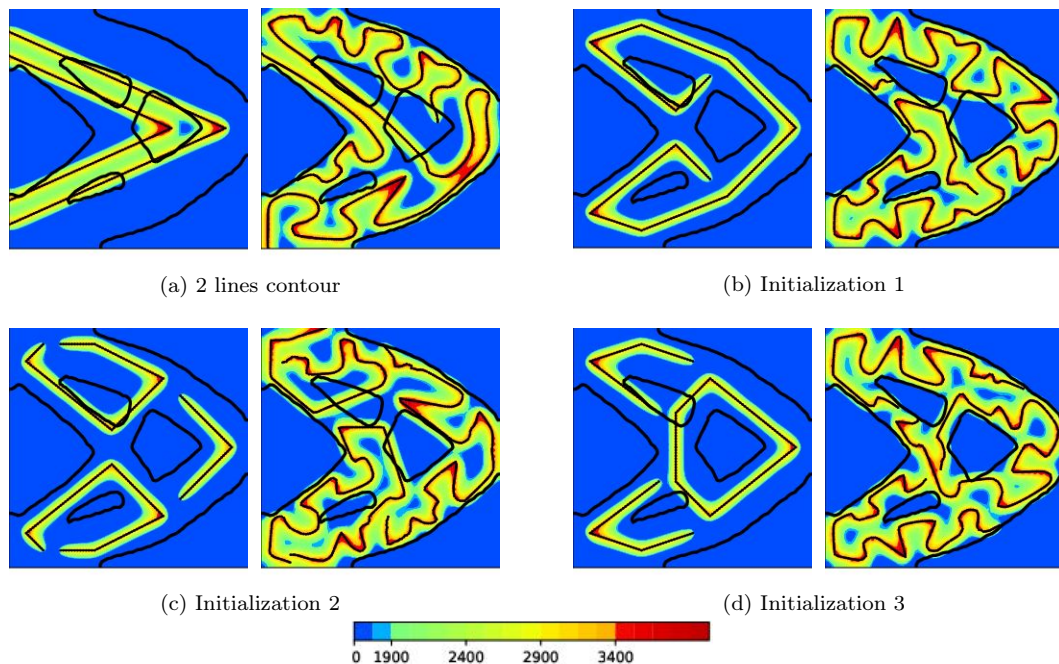 (a) 2 lines contour
(b) Initialization 1
(c) Initialization 2
(d) Initialization 3
0 1900 2400 2900 3400